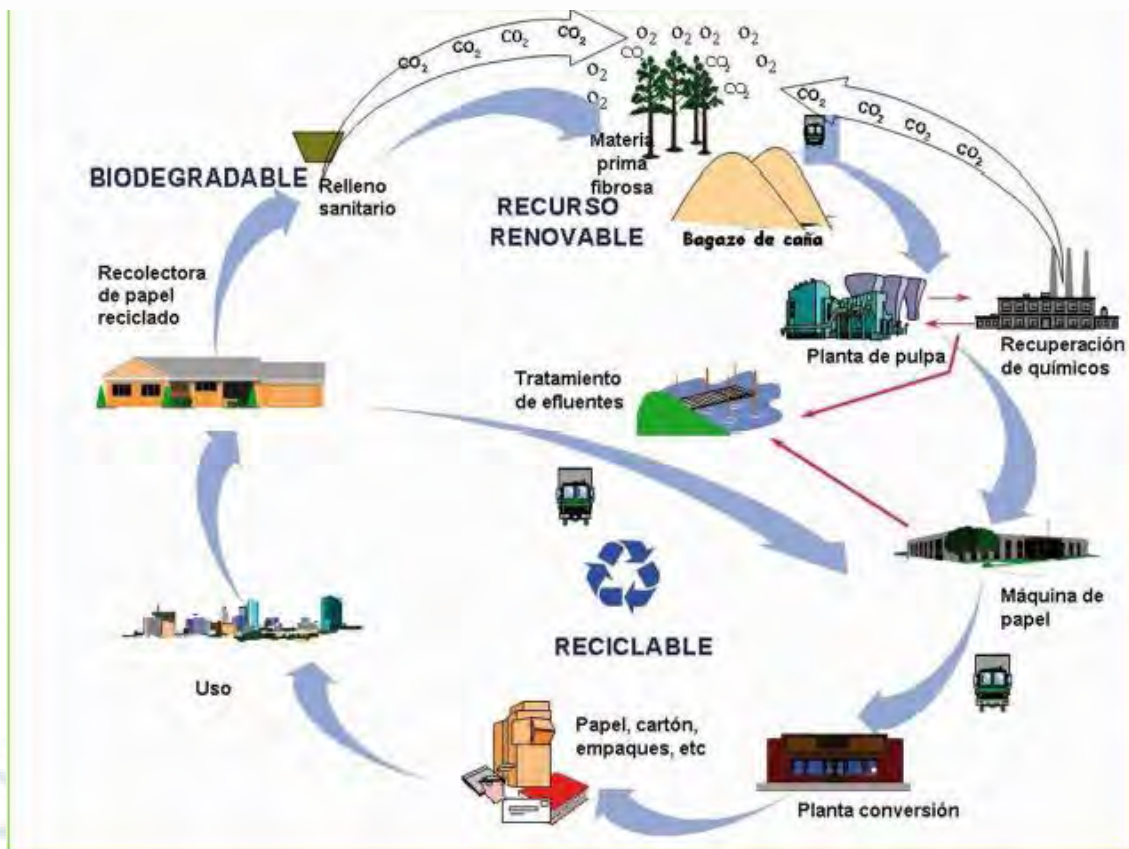 CO₂ CO₂ CO₂ CO₂
O₂ O₂ O₂ O₂ O₂
CO₂ CO₂ CO₂
O₂
O₂
CO₂ CO₂ CO₂ CO₂
Materia
prima
fibrosa
BIODEGRADABLE
Relleno
sanitario
RECURSO
RENOVABLE
Bagazo de caña
Recolectora
de papel
reciclado
Planta de pulpa
Recuperación
de químicos
Tratamiento
de efluentes
Máquina de
papel
RECICLABLE
Uso
Papel, cartón,
empaques, etc
Planta conversión